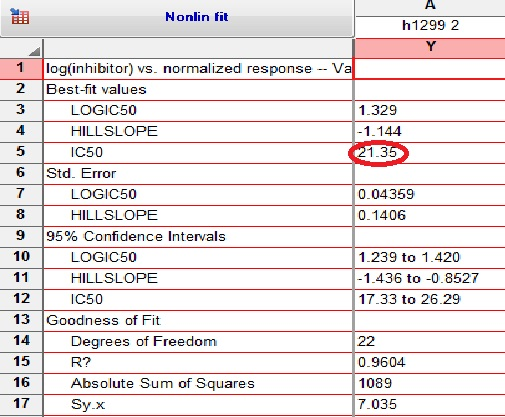 Nonlin fit
A
h1299 2
Y
1 log(inhibitor) vs. normalized response -- Va
2 Best-fit values
3 LOGIC50 1.329
4 HILLSLOPE -1.144
5 IC50 21.35
6 Std. Error
7 LOGIC50 0.04359
8 HILLSLOPE 0.1406
9 95% Confidence Intervals
10 LOGIC50 1.239 to 1.420
11 HILLSLOPE -1.436 to -0.8527
12 IC50 17.33 to 26.29
13 Goodness of Fit
14 Degrees of Freedom 22
15 R? 0.9604
16 Absolute Sum of Squares 1089
17 Sy.x 7.035